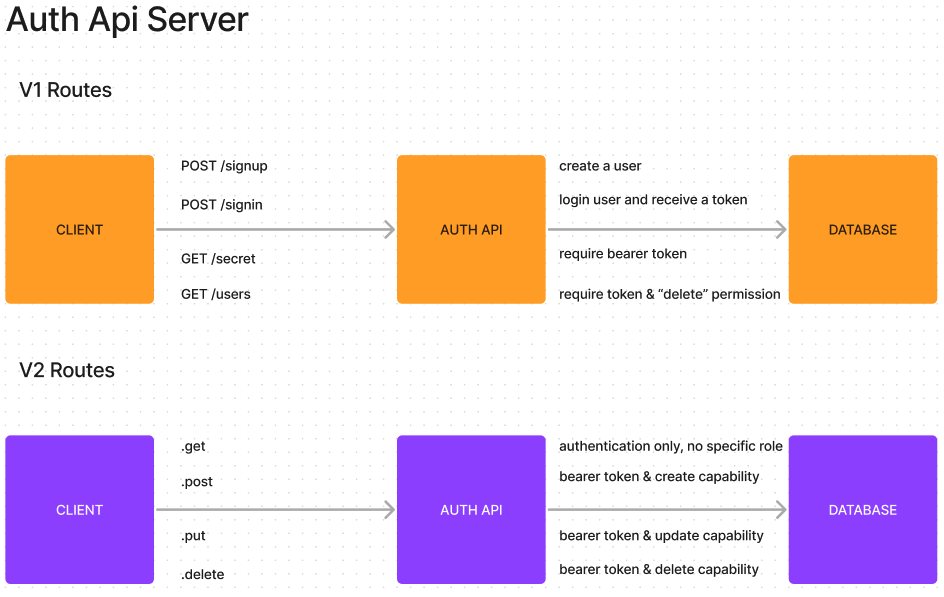 Auth Api Server
V1 Routes
CLIENT
POST /signup
POST /signin
GET /secret
GET /users
AUTH API
create a user
login user and receive a token
require bearer token
require token & “delete” permission
DATABASE
V2 Routes
CLIENT
.get
.post
.put
.delete
AUTH API
authentication only, no specific role
bearer token & create capability
bearer token & update capability
bearer token & delete capability
DATABASE